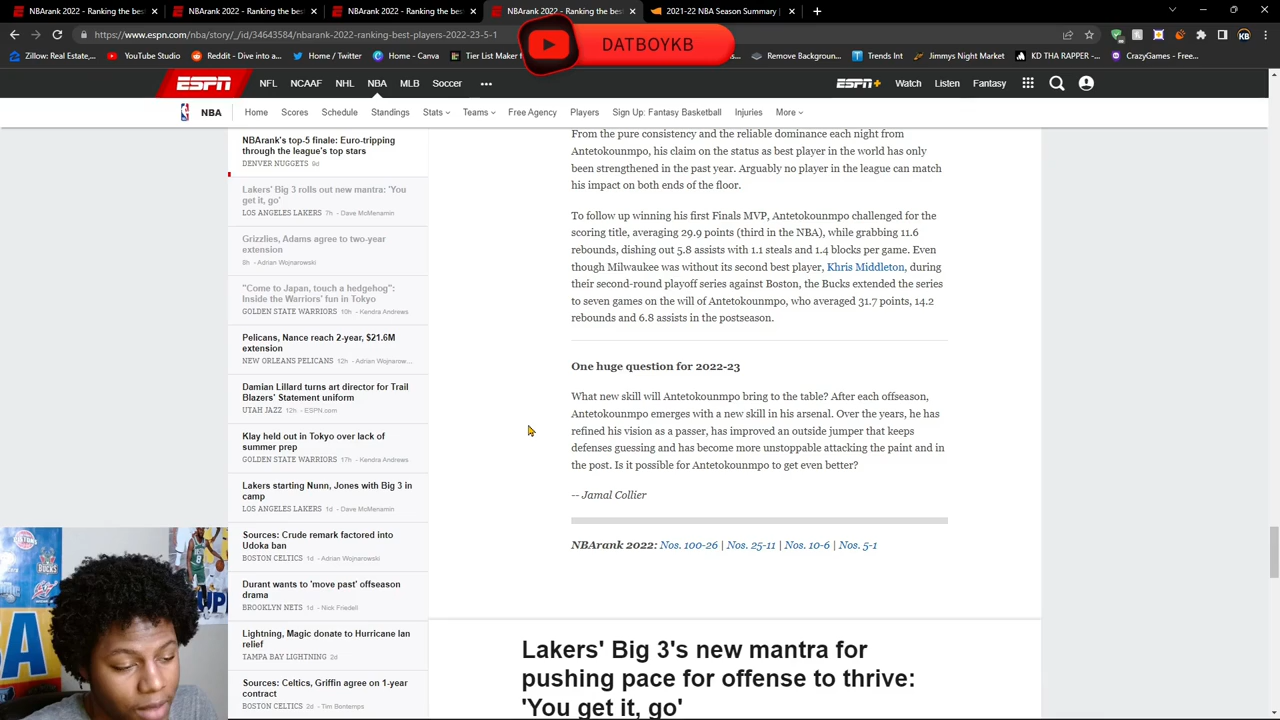 NBA 2022 - Ranking the best
NBA 2022 - Ranking the best p
NBA 2022 - Ranking the best p
NBA 2022 - Ranking the best p
https://www.espn.com/nba/story/_/id/34643584/nbarank-2022-ranking-best-players-2022-23-5-1
DATBOYKB
Zillow: Real Estate,...
YouTube Studio
Reddit - Dive into...
Home / Twitter
Coinbase
Tier List M
Remove Backgroun...
Trends Int
Jimmys Night Market
KD THA RAPPER -...
CrazyGames - Free...
ESPN
NFL
NCAAF
NHL
NBA
MLB
Soccer
•••
ESPN+
Watch
Listen
Fantasy
NBA
Home
Scores
Schedule
Standings
Stats
Teams
Free Agency
Players
Sign Up: Fantasy Basketball
Injuries
More
NBArank's top-5 finale: Euro-tripping
through the league's top stars
DENVER NUGGETS 9d
Lakers' Big 3 rolls out new mantra: 'You
get it, go'
LOS ANGELES LAKERS 7h - Dave McMenamin
Grizzlies, Adams agree to two-year
extension
8h - Adrian Wojnarowski
"Come to Japan, touch a hedgehog":
Inside the Warriors' fun in Tokyo
GOLDEN STATE WARRIORS 10h - Kendra Andrews
Pelicans, Nance reach 2-year, $21.6M
extension
NEW ORLEANS PELICANS 12h - Adrian Wojnarow...
Damian Lillard turns art director for Trail
Blazers' Statement uniform
UTAH JAZZ 12h - ESPN.com
Klay held out in Tokyo over lack of
summer prep
GOLDEN STATE WARRIORS 17h - Kendra Andrews
Lakers starting Nunn, Jones with Big 3 in
camp
LOS ANGELES LAKERS 1d - Dave McMenamin
Sources: Crude remark factored into
Udoka ban
BOSTON CELTICS 1d - Adrian Wojnarowski
Durant wants to 'move past' offseason
drama
BROOKLYN NETS 1d - Nick Friedell
Lightning, Magic donate to Hurricane Ian
relief
TAMPA BAY LIGHTNING 2d
Sources: Celtics, Griffin agree on 1-year
contract
BOSTON CELTICS 2d - Tim Bontemps
From the pure consistency and the reliable dominance each night from
Antetokounmpo, his claim on the status as best player in the world has only
been strengthened in the past year. Arguably no player in the league can match
his impact on both ends of the floor.
To follow up winning his first Finals MVP, Antetokounmpo challenged for the
scoring title, averaging 29.9 points (third in the NBA), while grabbing 11.6
rebounds, dishing out 5.8 assists with 1.1 steals and 1.4 blocks per game. Even
though Milwaukee was without its second best player, Khris Middleton, during
their second-round playoff series against Boston, the Bucks extended the series
to seven games on the will of Antetokounmpo, who averaged 31.7 points, 14.2
rebounds and 6.8 assists in the postseason.
One huge question for 2022-23
What new skill will Antetokounmpo bring to the table? After each offseason,
Antetokounmpo emerges with a new skill in his arsenal. Over the years, he has
refined his vision as a passer, has improved an outside jumper that keeps
defenses guessing and has become more unstoppable attacking the paint and in
the post. Is it possible for Antetokounmpo to get even better?
-- Jamal Collier
NBArank 2022: Nos. 100-26 | Nos. 25-11 | Nos. 10-6 | Nos. 5-1
Lakers' Big 3's new mantra for
pushing pace for offense to thrive:
'You get it, go'